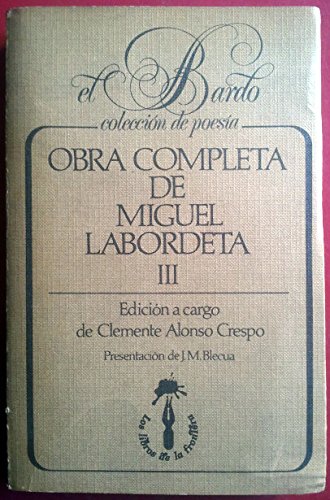 el Bardo
colección de poesía
OBRA COMPLETA
DE
MIGUEL
LABORDETA
III
Edición a cargo
de Clemente Alonso Crespo
Presentación de J. M. Blecua
Los libros de la frontera